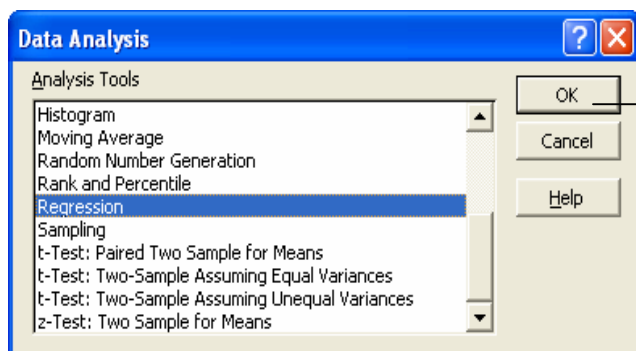 Data Analysis
Analysis Tools
Histogram
Moving Average
Random Number Generation
Rank and Percentile
Regression
Sampling
t-Test: Paired Two Sample for Means
t-Test: Two-Sample Assuming Equal Variances
t-Test: Two-Sample Assuming Unequal Variances
z-Test: Two Sample for Means
OK
Cancel
Help